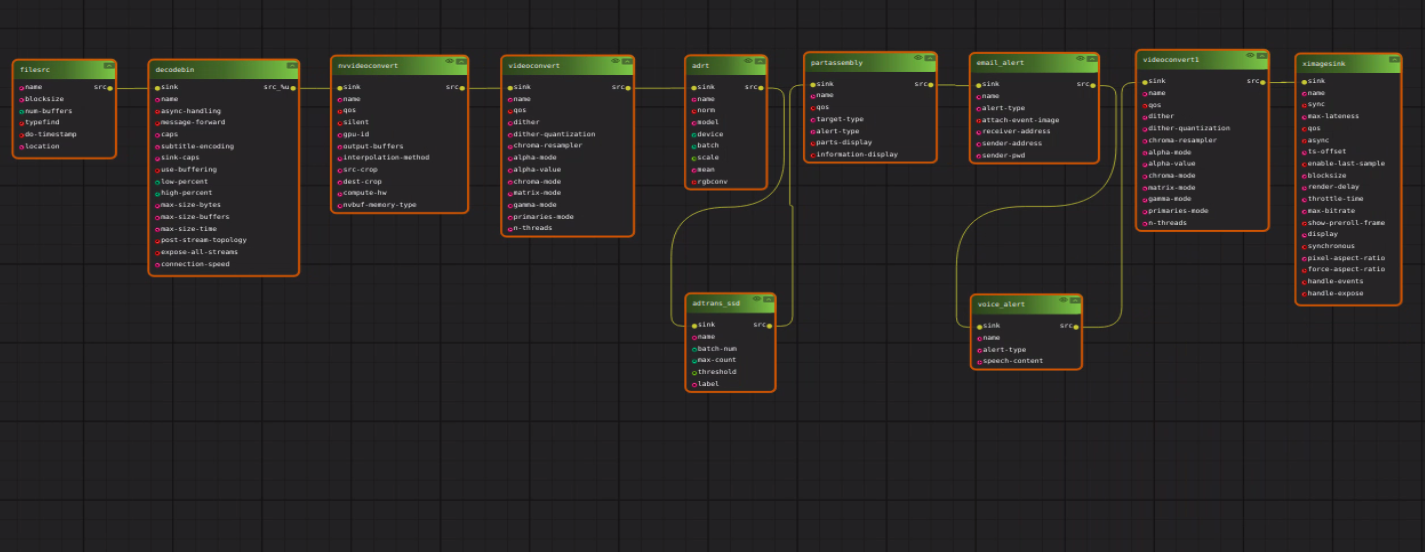 filesrc
name src
blocksize
num-buffers
typefind
do-timestamp
location
decodebin
sink src_%u
name
async-handling
message-forward
caps
subtitle-encoding
sink-caps
use-buffering
low-percent
high-percent
max-size-bytes
max-size-buffers
max-size-time
post-stream-topology
expose-all-streams
connection-speed
nvvideoconvert
sink src
name
qos
silent
gpu-id
output-buffers
interpolation-method
src-crop
dest-crop
compute-hw
nvbuf-memory-type
videoconvert
sink src
name
qos
dither
dither-quantization
chroma-resampler
alpha-mode
alpha-value
chroma-mode
matrix-mode
gamma-mode
primaries-mode
n-threads
adrt
sink src
name
norm
model
device
batch
scale
mean
rgbconv
adtrans_ssd
sink src
name
batch-num
max-count
threshold
label
partassembly
sink src
name
qos
target-type
alert-type
parts-display
information-display
email_alert
sink src
name
alert-type
attach-event-image
receiver-address
sender-address
sender-pwd
voice_alert
sink src
name
alert-type
speech-content
videoconvert1
sink src
name
qos
dither
dither-quantization
chroma-resampler
alpha-mode
alpha-value
chroma-mode
matrix-mode
gamma-mode
primaries-mode
n-threads
ximagesink
sink
name
sync
max-lateness
qos
async
ts-offset
enable-last-sample
blocksize
render-delay
throttle-time
max-bitrate
show-preroll-frame
display
synchronous
pixel-aspect-ratio
force-aspect-ratio
handle-events
handle-expose